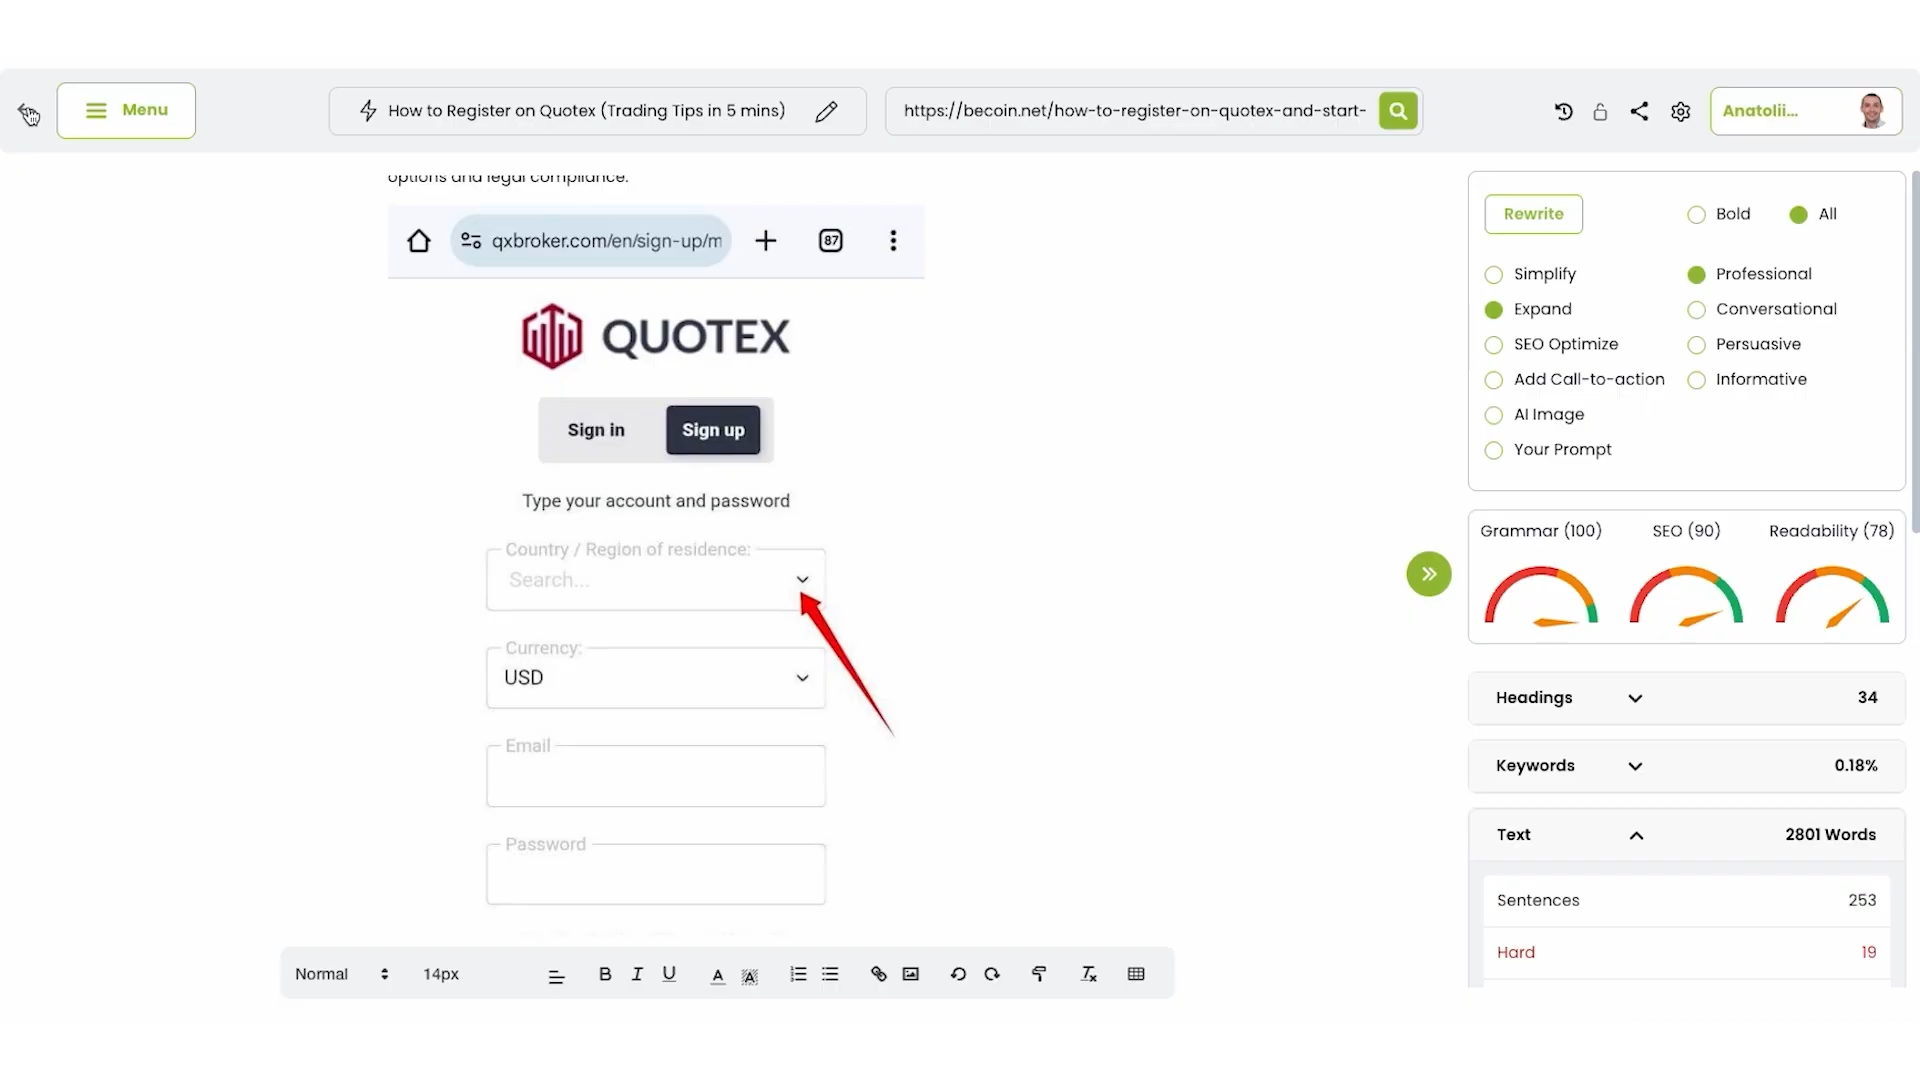 Menu
How to Register on Quotex (Trading Tips in 5 mins)
https://becoin.net/how-to-register-on-quotex-and-start-
Anatolii...
options and legal compliance.
qxbroker.com/en/sign-up/m
87
QUOTEX
Sign in
Sign up
Type your account and password
Country / Region of residence:
Search...
Currency:
USD
Email
Password
Normal
14px
Rewrite
Bold
All
Simplify
Professional
Expand
Conversational
SEO Optimize
Persuasive
Add Call-to-action
Informative
AI Image
Your Prompt
Grammar (100)
SEO (90)
Readability (78)
Headings
34
Keywords
0.18%
Text
2801 Words
Sentences
253
Hard
19